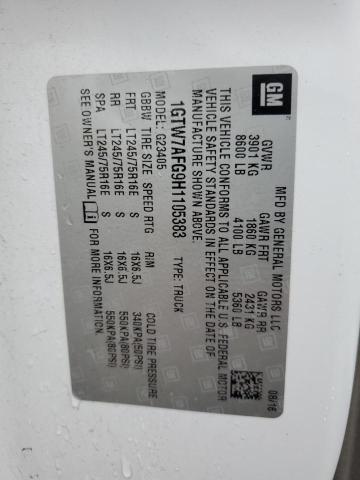 GM
MFD BY GENERAL MOTORS LLC 08/16
GVWR GAWR FRT GAWR RR
3901 KG 1860 KG 2431 KG
8600 LB 4100 LB 5360 LB
THIS VEHICLE CONFORMS TO ALL APPLICABLE U.S. FEDERAL MOTOR
VEHICLE SAFETY STANDARDS IN EFFECT ON THE DATE OF
MANUFACTURE SHOWN ABOVE.
1GTW7AFG9H1105383 TYPE: TRUCK
MODEL: G23405
GBBW TIRE SIZE SPEED RTG RIM COLD TIRE PRESSURE
FRT LT245/75R16E S 16X6.5J 340KPA(50PSI)
RR LT245/75R16E S 16X6.5J 550KPA(80PSI)
SPA LT245/75R16E S 16X6.5J 550KPA(80PSI)
SEE OWNER'S MANUAL FOR MORE INFORMATION.